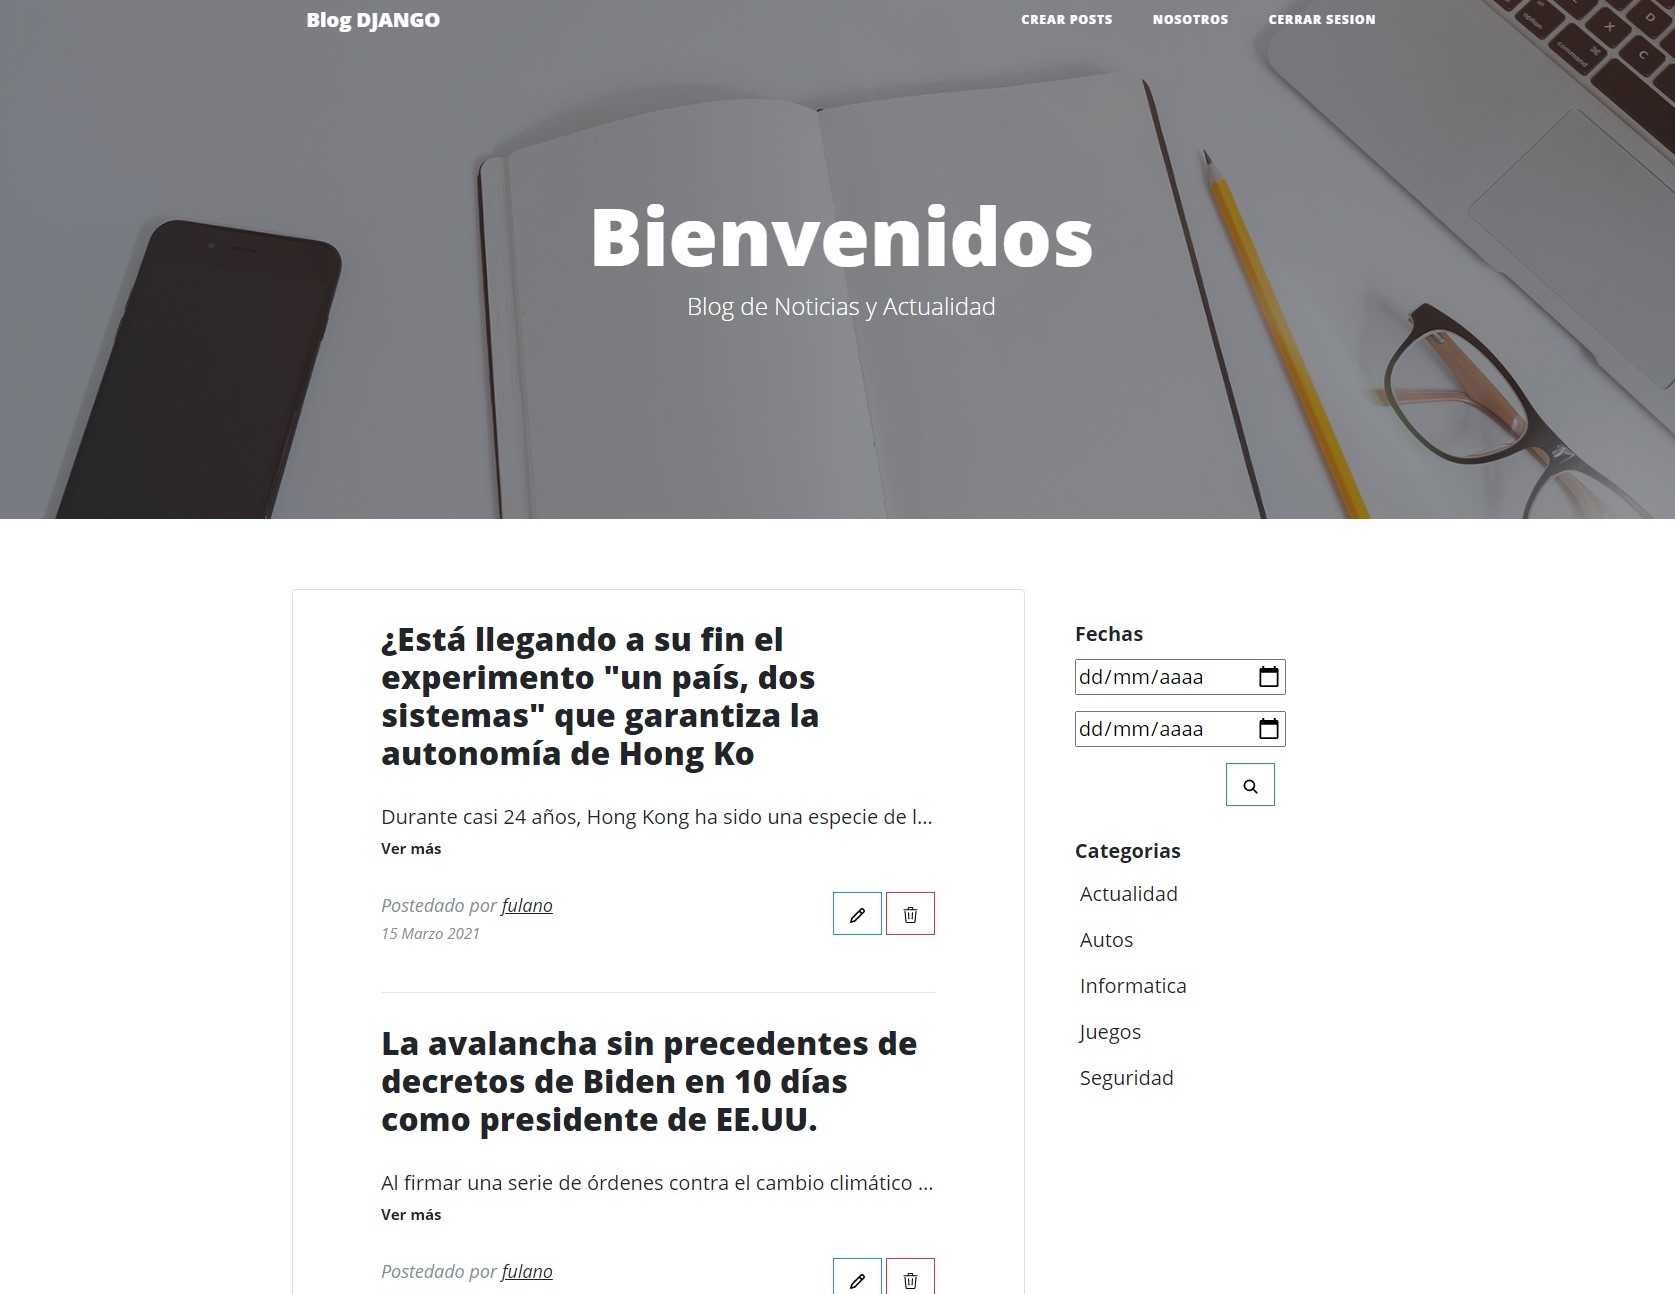 Blog DJANGO
CREAR POSTS
NOSOTROS
CERRAR SESION
option
command
⌘
X
C
D
Bienvenidos
Blog de Noticias y Actualidad
¿Está llegando a su fin el
experimento "un país, dos
sistemas" que garantiza la
autonomía de Hong Ko
Durante casi 24 años, Hong Kong ha sido una especie de l...
Ver más
Postedado por fulano
15 Marzo 2021
La avalancha sin precedentes de
decretos de Biden en 10 días
como presidente de EE.UU.
Al firmar una serie de órdenes contra el cambio climático ...
Ver más
Postedado por fulano
Fechas
dd/mm/aaaa
dd/mm/aaaa
Categorias
Actualidad
Autos
Informatica
Juegos
Seguridad